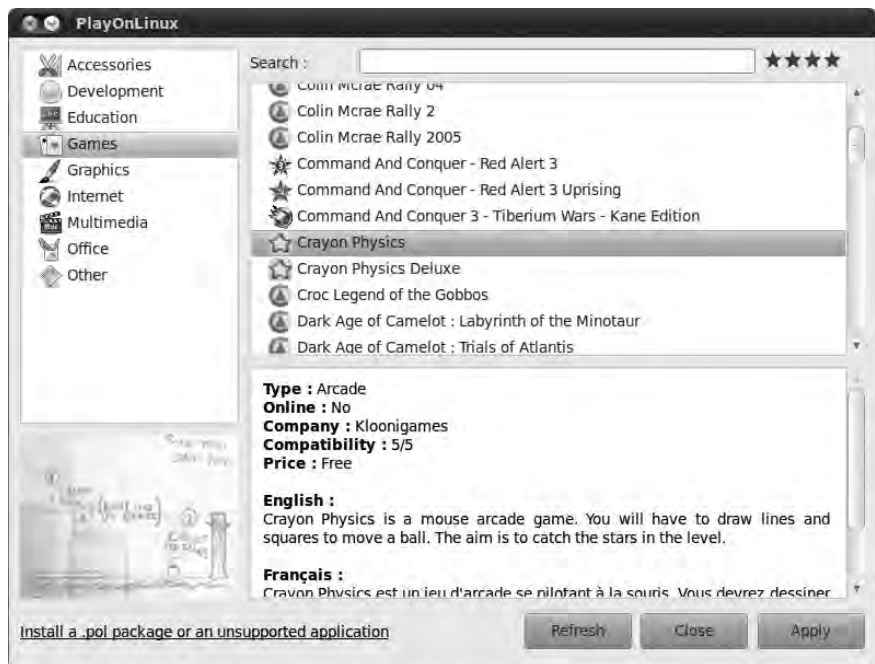 PlayOnLinux
Accessories
Development
Education
Games
Graphics
Internet
Multimedia
Office
Other
Search :
Colin Mcrae Rally 04
Colin Mcrae Rally 2
Colin Mcrae Rally 2005
Command And Conquer - Red Alert 3
Command And Conquer - Red Alert 3 Uprising
Command And Conquer 3 - Tiberium Wars - Kane Edition
Crayon Physics
Crayon Physics Deluxe
Croc Legend of the Gobbos
Dark Age of Camelot : Labyrinth of the Minotaur
Dark Age of Camelot : Trials of Atlantis
Type : Arcade
Online : No
Company : Kloonigames
Compatibility : 5/5
Price : Free
English :
Crayon Physics is a mouse arcade game. You will have to draw lines and
squares to move a ball. The aim is to catch the stars in the level.
Français :
Crayon Physics est un jeu d'arcade se pilotant à la souris. Vous devrez dessiner
Install a .pol package or an unsupported application
Refresh
Close
Apply